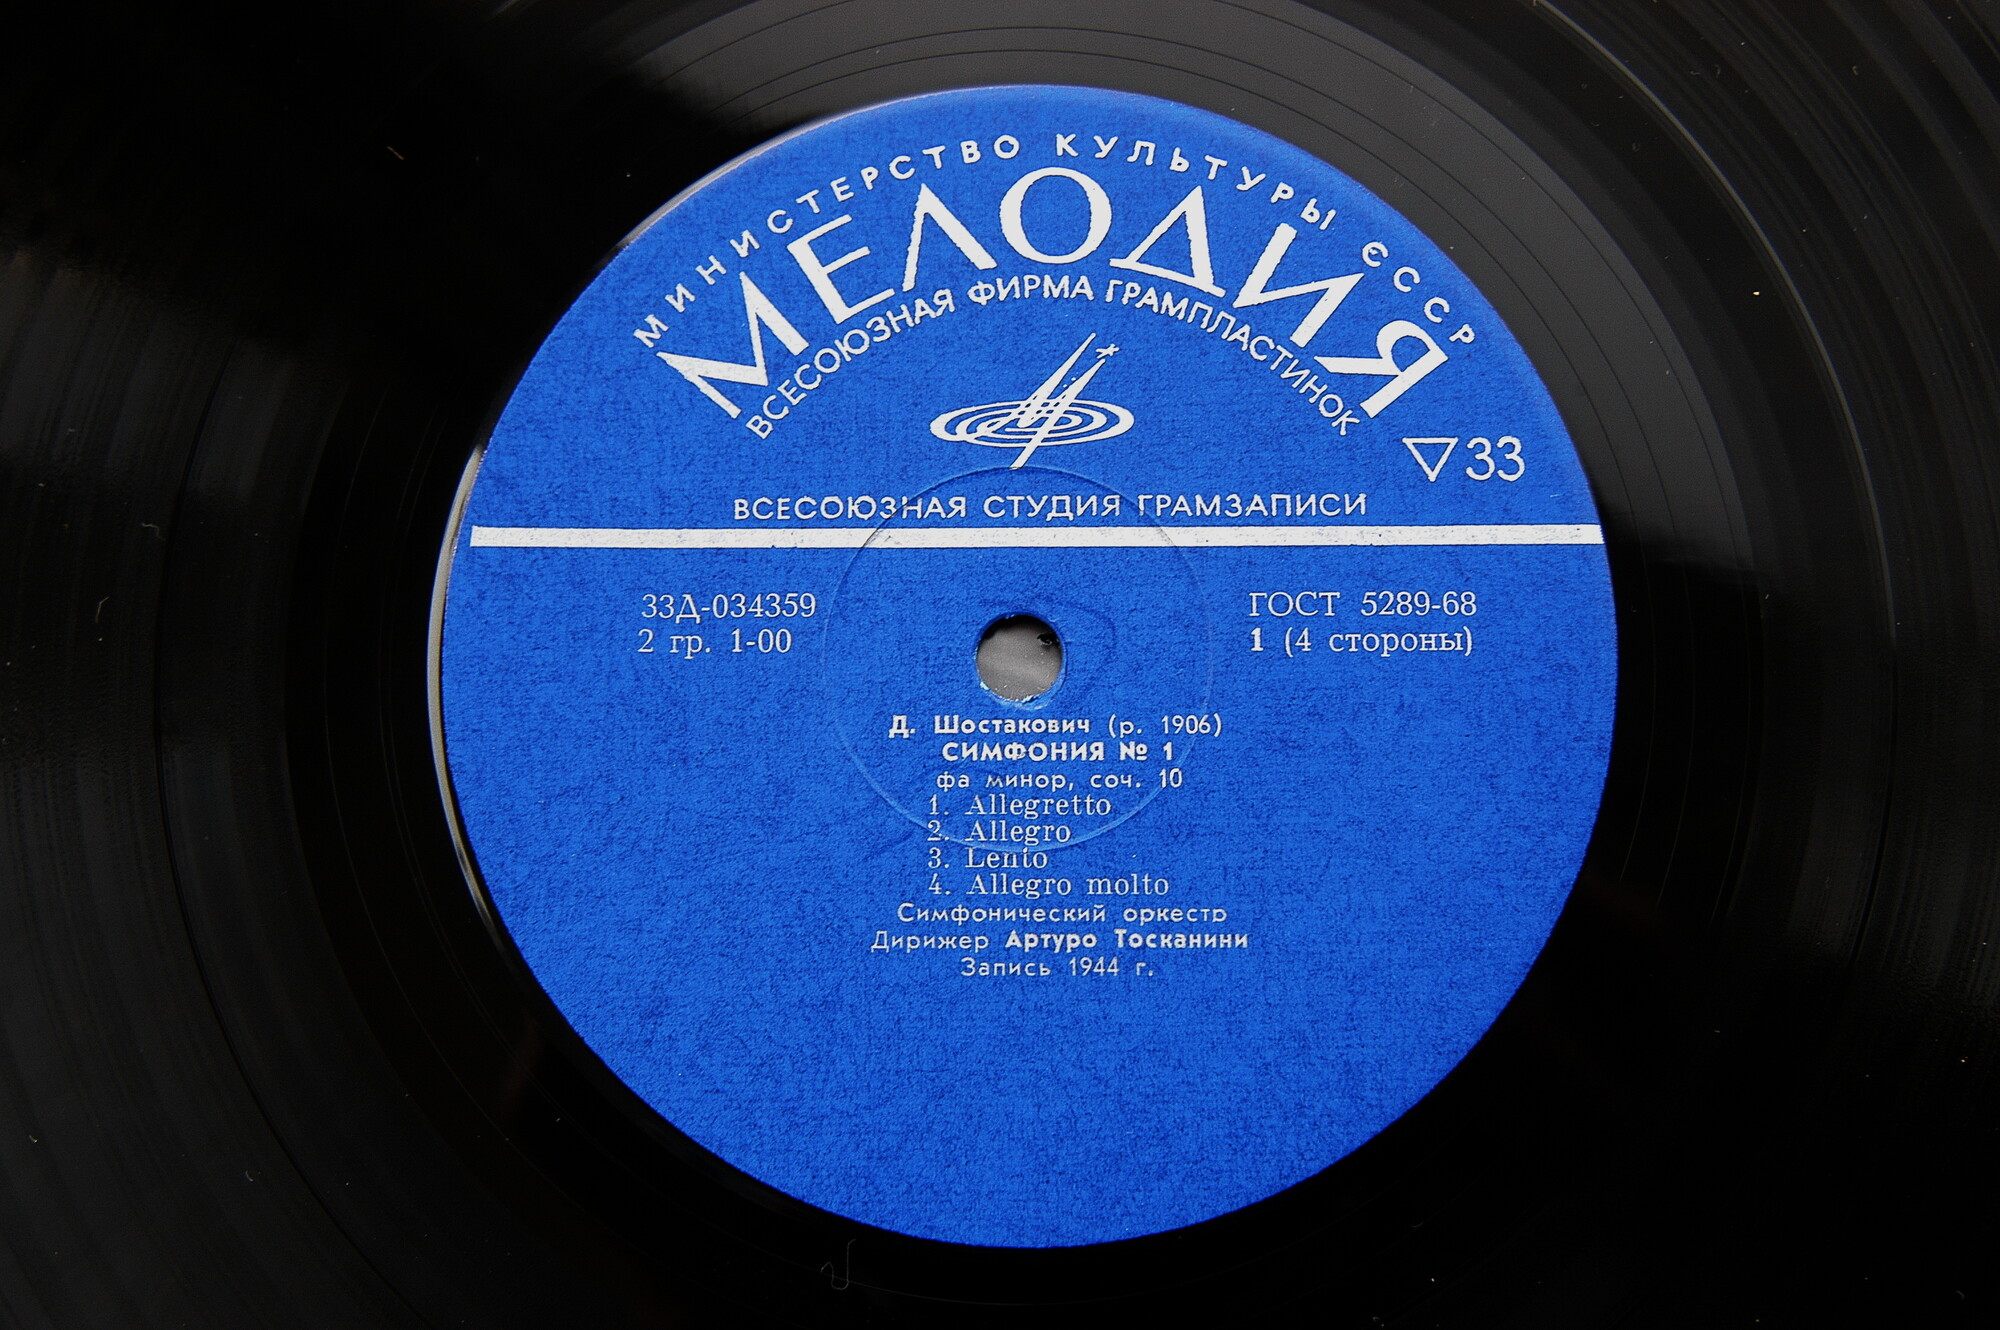 МИНИСТЕРСТВО КУЛЬТУРЫ СССР
МЕЛОДИЯ
ВСЕСОЮЗНАЯ ФИРМА ГРАМПЛАСТИНОК
▽33
ВСЕСОЮЗНАЯ СТУДИЯ ГРАМЗАПИСИ
33Д-034359
2 гр. 1-00
ГОСТ 5289-68
1 (4 стороны)
Д. Шостакович (р. 1906)
СИМФОНИЯ № 1
фа минор, соч. 10
1. Allegretto
2. Allegro
3. Lento
4. Allegro molto
Симфонический оркестр
Дирижер Артуро Тосканини
Запись 1944 г.